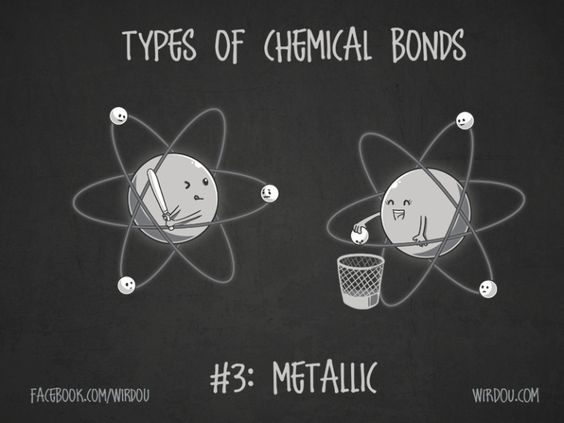 TYPES OF CHEMICAL BONDS
#3: METALLIC
FACEBOOK.COM/WIRDOU
WIRDOU.COM